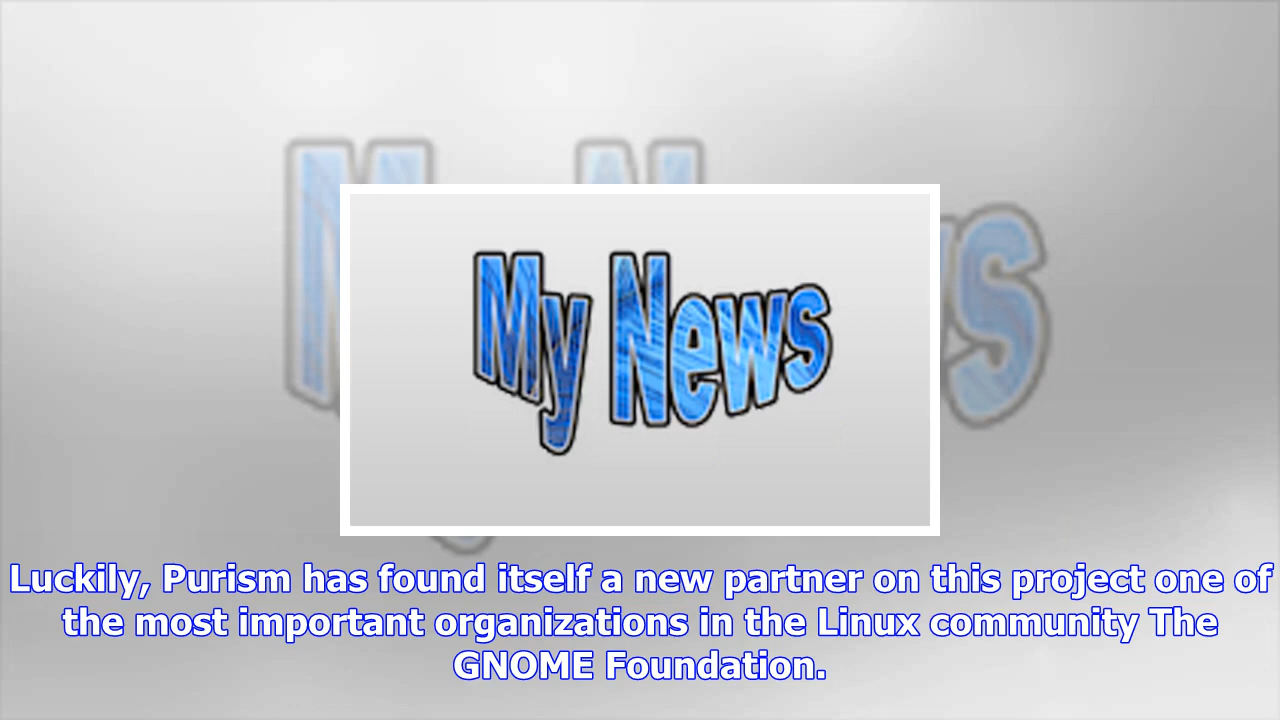 My News
Luckily, Purism has found itself a new partner on this project one of
the most important organizations in the Linux community The
GNOME Foundation.